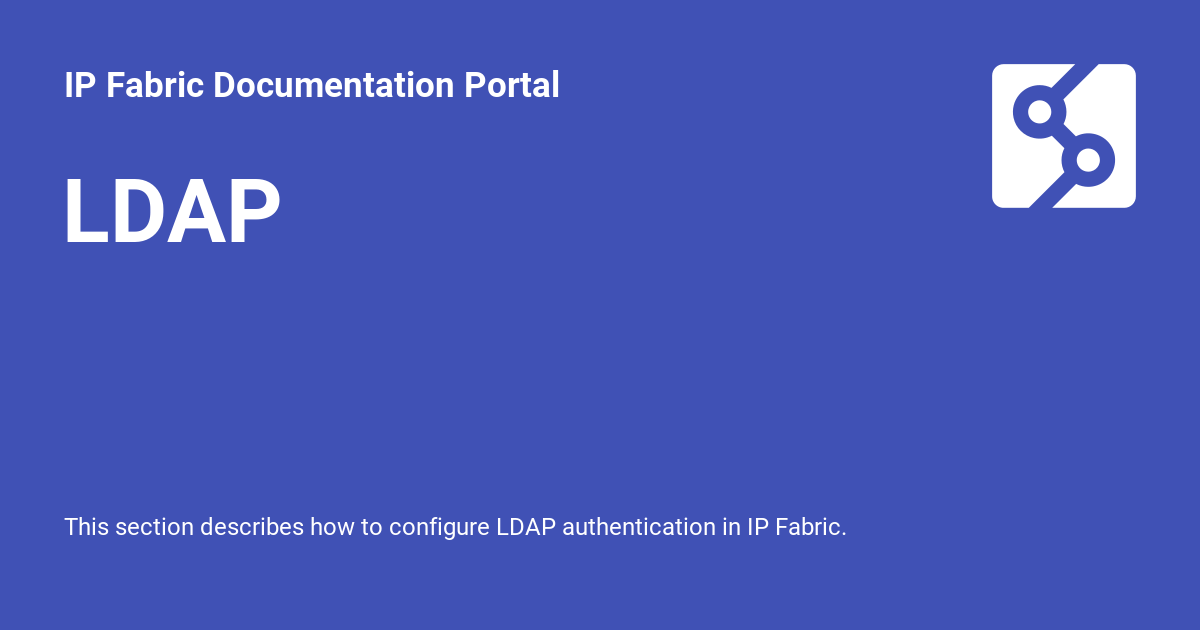 IP Fabric Documentation Portal
LDAP
This section describes how to configure LDAP authentication in IP Fabric.